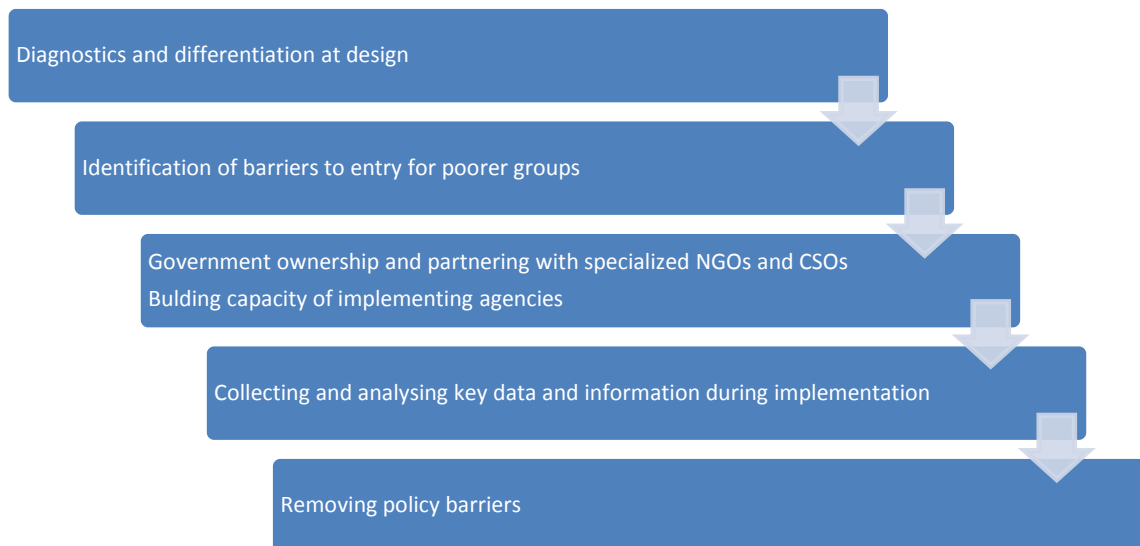 Diagnostics and differentiation at design
Identification of barriers to entry for poorer groups
Government ownership and partnering with specialized NGOs and CSOs
Bulding capacity of implementing agencies
Collecting and analysing key data and information during implementation
Removing policy barriers